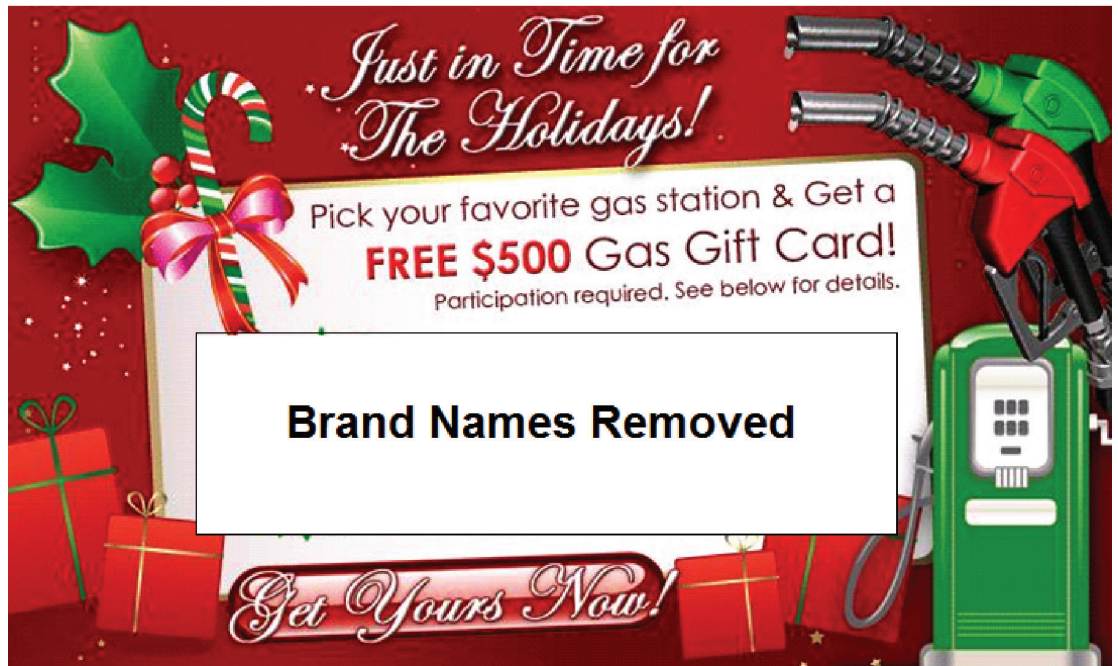 Just in Time for
The Holidays!
Pick your favorite gas station & Get a
FREE $500 Gas Gift Card!
Participation required. See below for details.
Brand Names Removed
Get Yours Now!